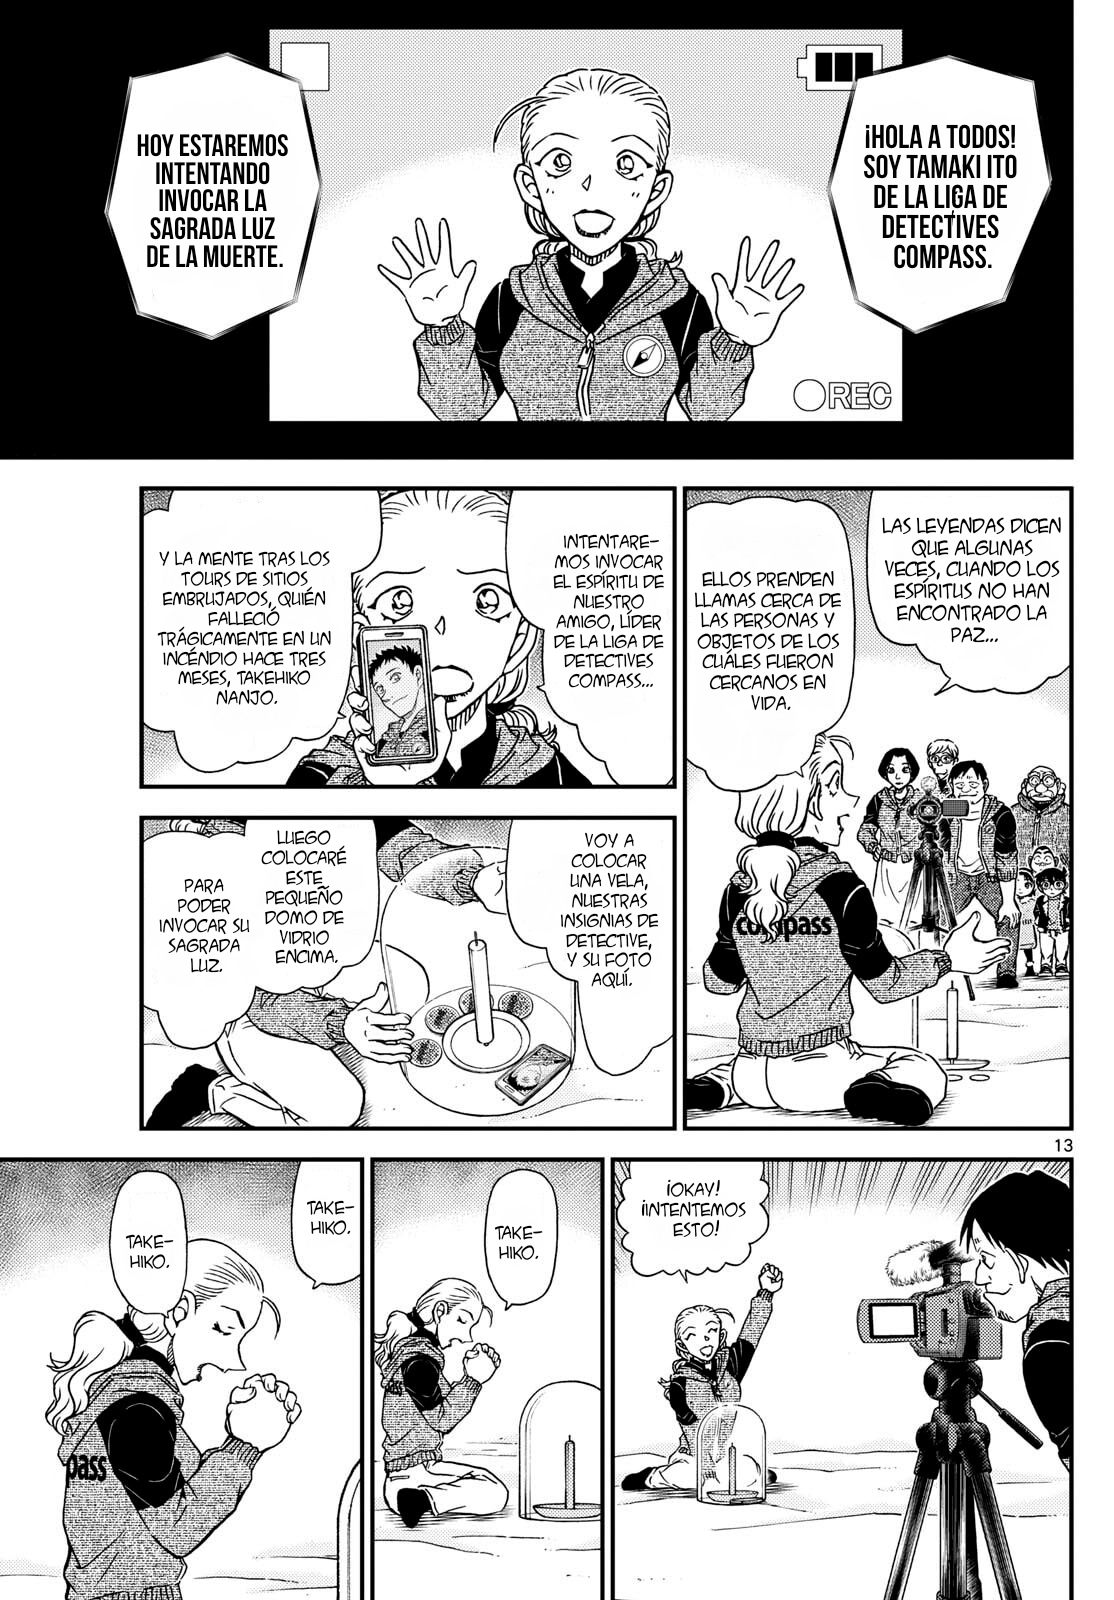 ¡HOLA A TODOS!
SOY TAMAKI ITO
DE LA LIGA DE
DETECTIVES
COMPASS.
HOY ESTAREMOS
INTENTANDO
INVOCAR LA
SAGRADA LUZ
DE LA MUERTE.
REC
LAS LEYENDAS DICEN
QUE ALGUNAS
VECES, CUANDO LOS
ESPÍRITUS NO HAN
ENCONTRADO LA
PAZ...
ELLOS PRENDEN
LLAMAS CERCA DE
LAS PERSONAS Y
OBJETOS DE LOS
CUÁLES FUERON
CERCANOS EN
VIDA.
compass
INTENTARE-
MOS INVOCAR
EL ESPÍRITU DE
NUESTRO
AMIGO, LÍDER
DE LA LIGA DE
DETECTIVES
COMPASS...
Y LA MENTE TRAS LOS
TOURS DE SITIOS
EMBRUJADOS, QUIÉN
FALLECIÓ
TRÁGICAMENTE EN UN
INCÉNDIO HACE TRES
MESES, TAKEHIKO
NANJO.
VOY A
COLOCAR
UNA VELA,
NUESTRAS
INSIGNIAS DE
DETECTIVE,
Y SU FOTO
AQUÍ.
LUEGO
COLOCARÉ
ESTE
PEQUEÑO
DOMO DE
VIDRIO
ENCIMA.
PARA
PODER
INVOCAR SU
SAGRADA
LUZ.
13
¡OKAY!
¡INTENTEMOS
ESTO!
TAKE-
HIKO.
pass
TAKE-
HIKO.
TAKE-
HIKO.
pass